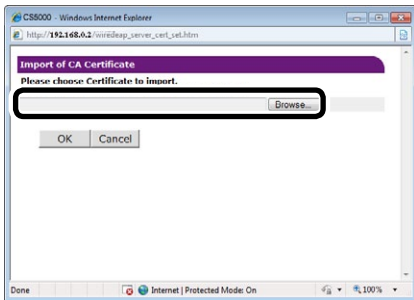 CS5000 - Windows Internet Explorer
http://192.168.0.2/wiredeap_server_cert_set.htm
Import of CA Certificate
Please choose Certificate to import.
Browse...
OK Cancel
Done Internet | Protected Mode: On 100%